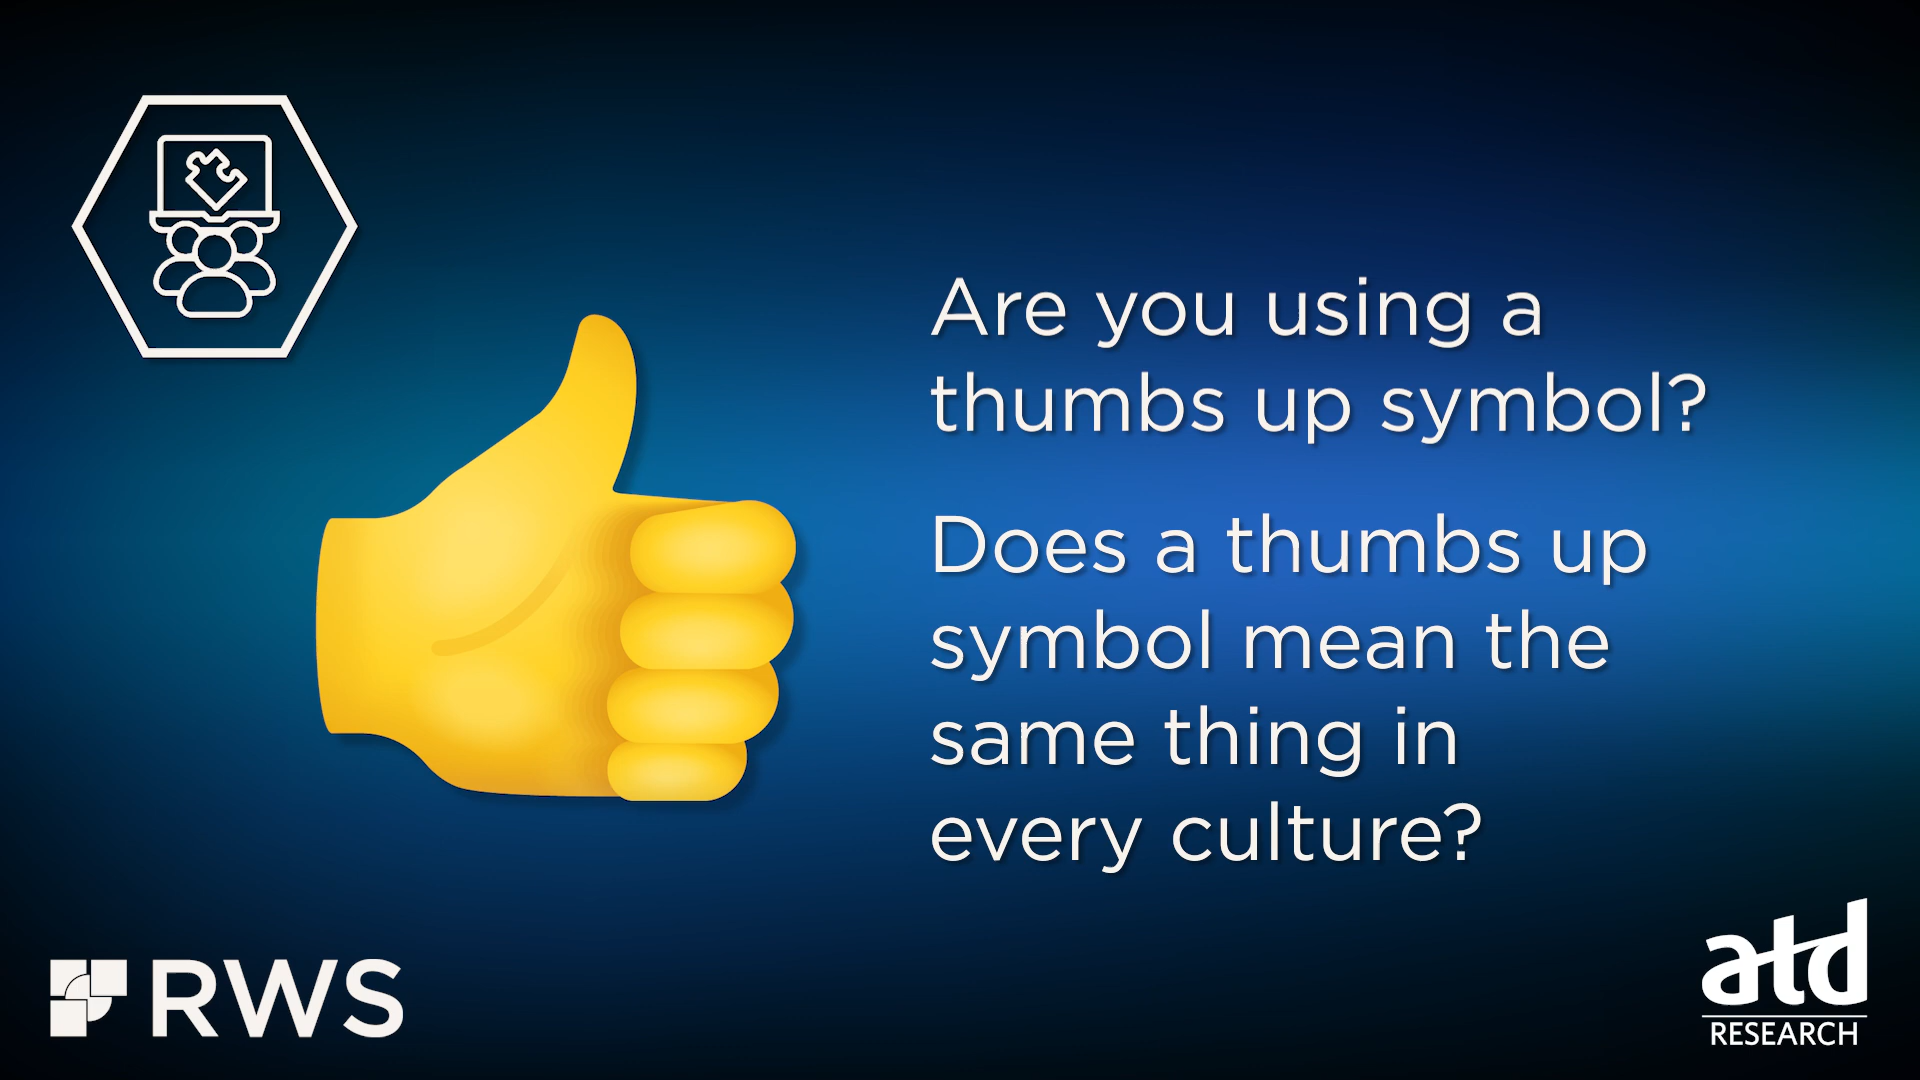 Are you using a
thumbs up symbol?
Does a thumbs up
symbol mean the
same thing in
every culture?
RWS
atd
RESEARCH